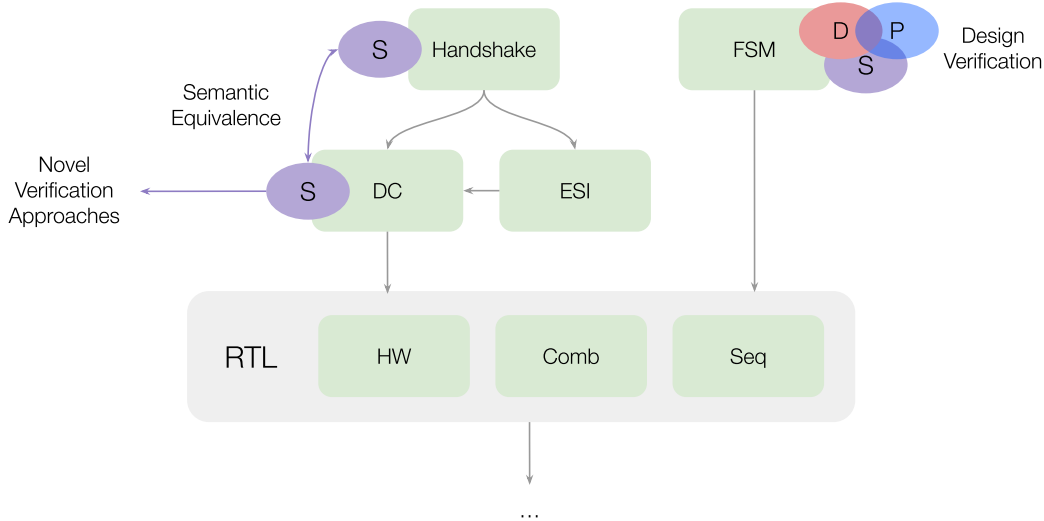 S
Handshake
FSM
D
P
S
Design
Verification
Semantic
Equivalence
Novel
Verification
Approaches
S
DC
ESI
RTL
HW
Comb
Seq
...